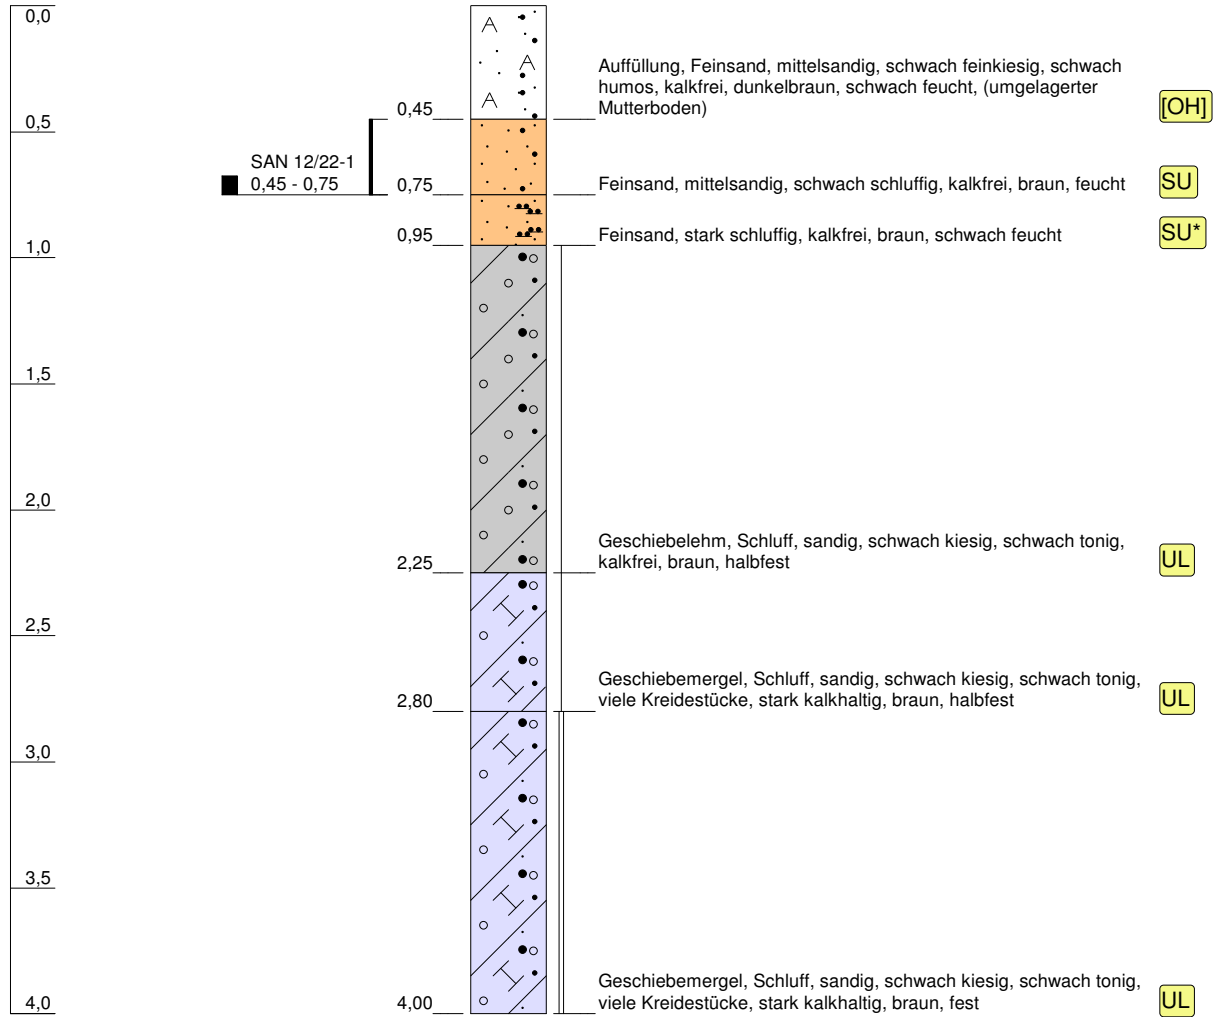 0,0
Auffüllung, Feinsand, mittelsandig, schwach feinkiesig, schwach
humos, kalkfrei, dunkelbraun, schwach feucht, (umgelagerter
Mutterboden)
0,45
[OH]
0,5
SAN 12/22-1
0,45 - 0,75
0,75
Feinsand, mittelsandig, schwach schluffig, kalkfrei, braun, feucht
SU
0,95
Feinsand, stark schluffig, kalkfrei, braun, schwach feucht
SU*
1,0
1,5
2,0
Geschiebelehm, Schluff, sandig, schwach kiesig, schwach tonig,
kalkfrei, braun, halbfest
2,25
UL
2,5
Geschiebemergel, Schluff, sandig, schwach kiesig, schwach tonig,
viele Kreidestücke, stark kalkhaltig, braun, halbfest
2,80
UL
3,0
3,5
Geschiebemergel, Schluff, sandig, schwach kiesig, schwach tonig,
viele Kreidestücke, stark kalkhaltig, braun, fest
4,0
4,00
UL